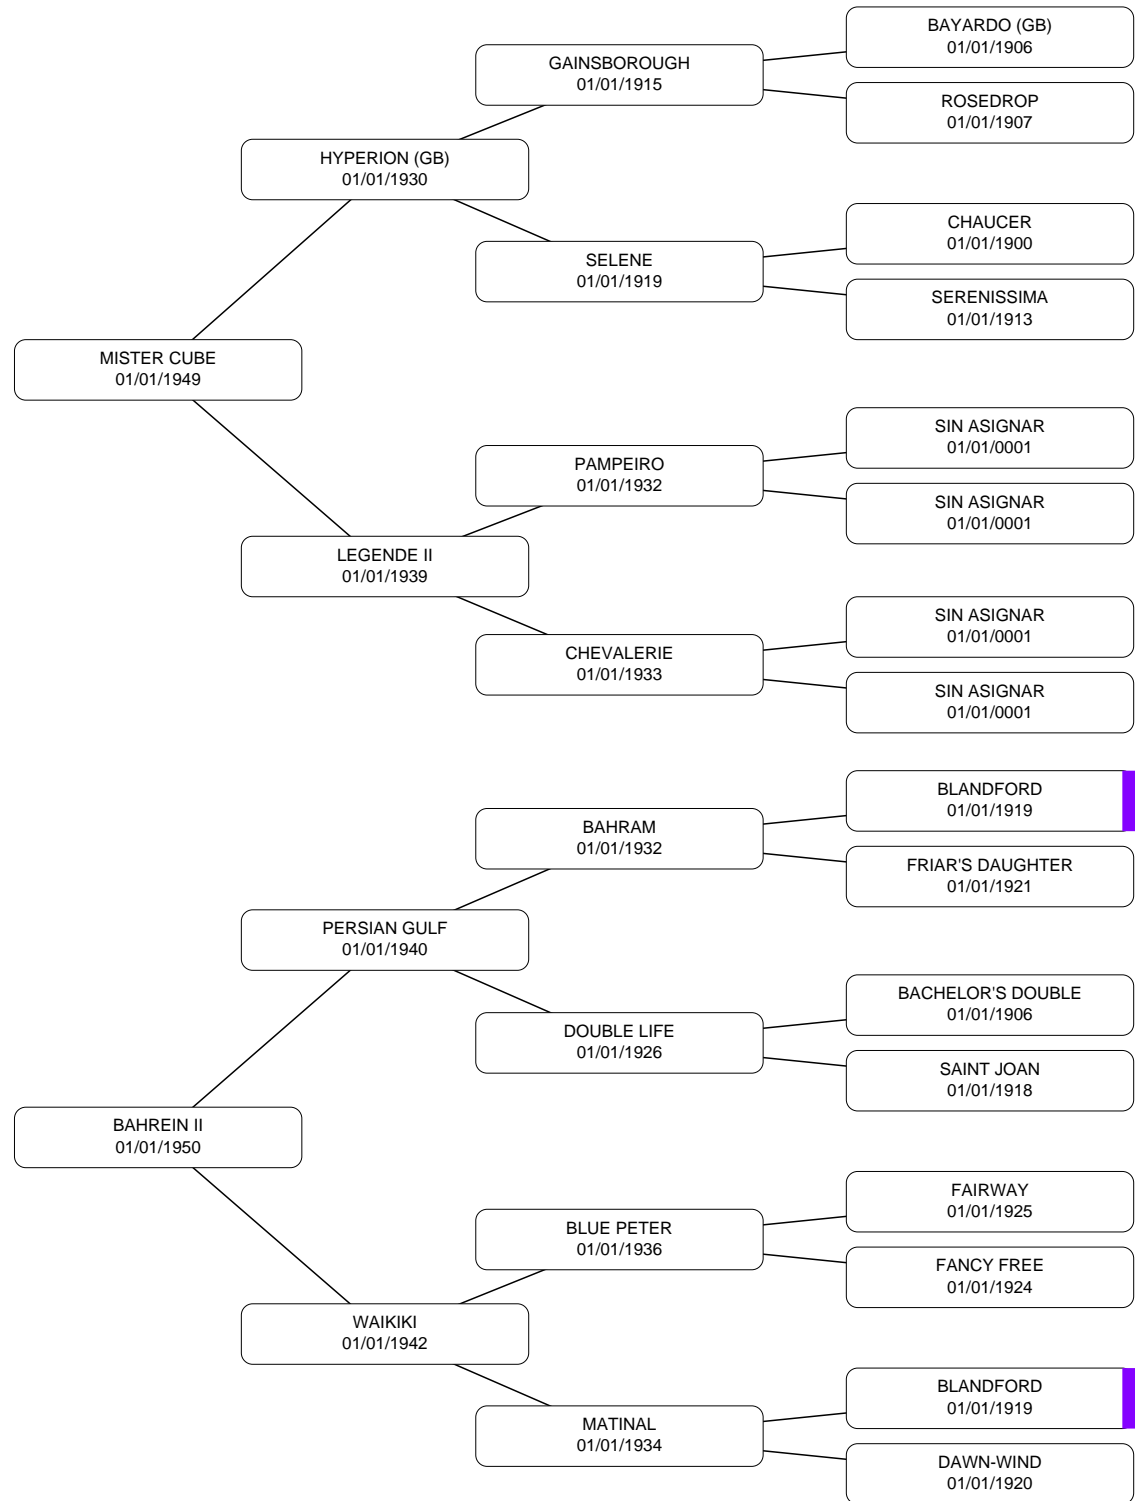 BAYARDO (GB)
01/01/1906
GAINSBOROUGH
01/01/1915
ROSEDROP
01/01/1907
HYPERION (GB)
01/01/1930
CHAUCER
01/01/1900
SELENE
01/01/1919
SERENISSIMA
01/01/1913
MISTER CUBE
01/01/1949
SIN ASIGNAR
01/01/0001
PAMPEIRO
01/01/1932
SIN ASIGNAR
01/01/0001
LEGENDE II
01/01/1939
SIN ASIGNAR
01/01/0001
CHEVALERIE
01/01/1933
SIN ASIGNAR
01/01/0001
BLANDFORD
01/01/1919
BAHRAM
01/01/1932
FRIAR'S DAUGHTER
01/01/1921
PERSIAN GULF
01/01/1940
BACHELOR'S DOUBLE
01/01/1906
DOUBLE LIFE
01/01/1926
SAINT JOAN
01/01/1918
BAHREIN II
01/01/1950
FAIRWAY
01/01/1925
BLUE PETER
01/01/1936
FANCY FREE
01/01/1924
WAIKIKI
01/01/1942
BLANDFORD
01/01/1919
MATINAL
01/01/1934
DAWN-WIND
01/01/1920